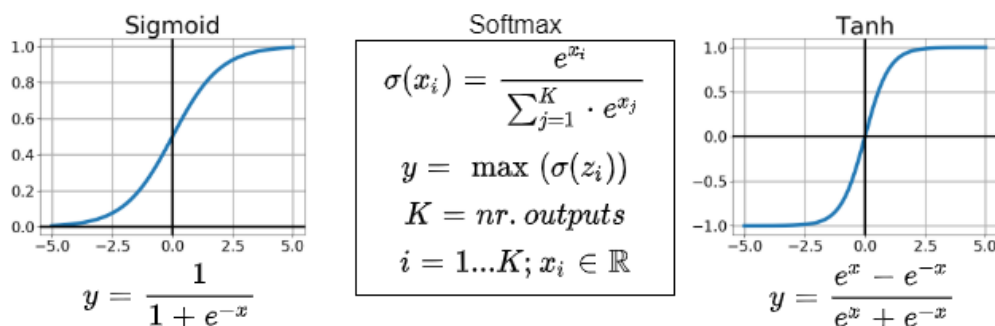 Sigmoid
1.0
0.8
0.6
0.4
0.2
0.0
−5.0 −2.5 0.0 2.5 5.0
y = 1 / (1 + e^{−x})
Softmax
σ(x_i) = e^{x_i} / ∑_{j=1}^{K} · e^{x_j}
y = max (σ(z_i))
K = nr. outputs
i = 1...K; x_i ∈ ℝ
Tanh
1.0
0.5
0.0
−0.5
−1.0
−5.0 −2.5 0.0 2.5 5.0
y = (e^x − e^{−x}) / (e^x + e^{−x})